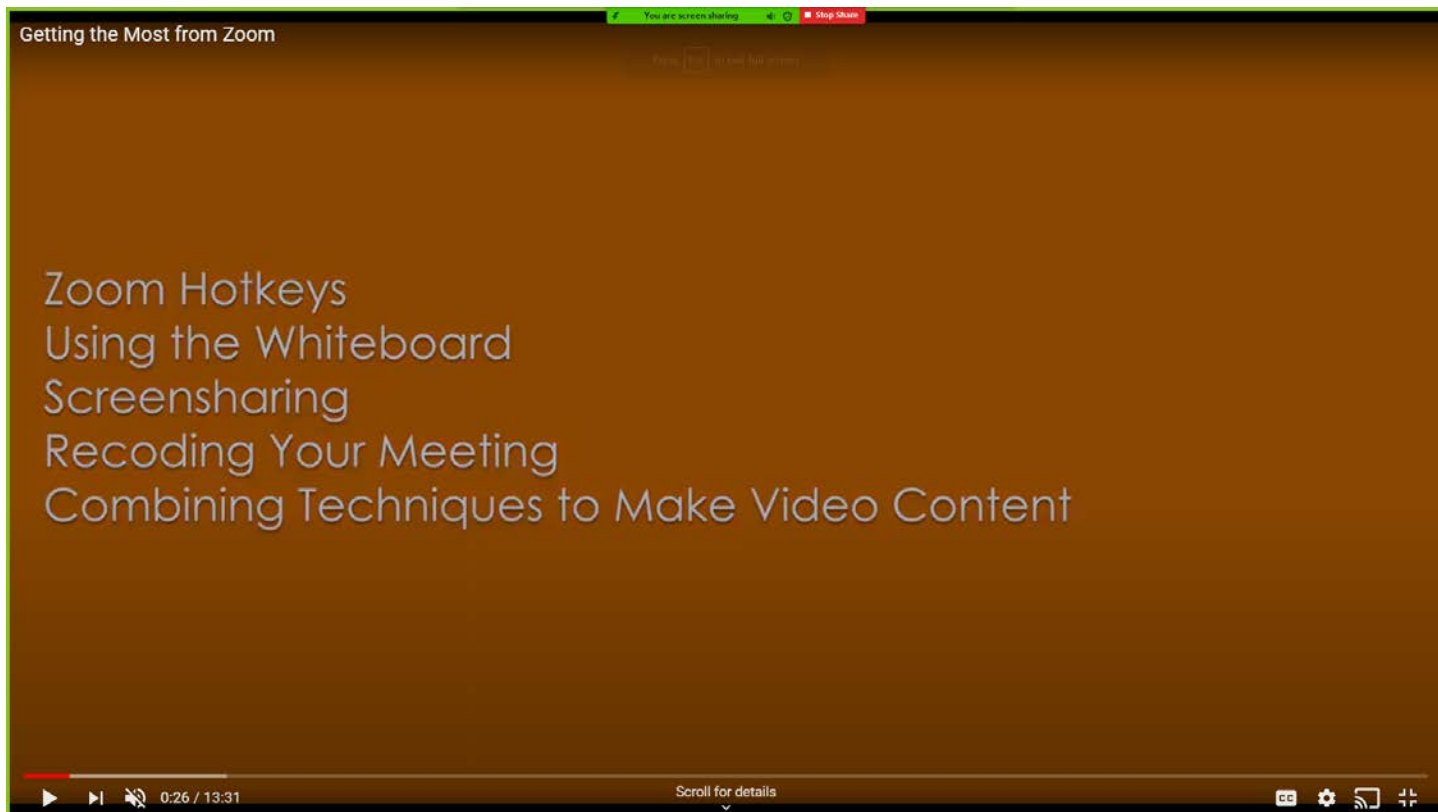 You are screen sharing
Stop Share
Getting the Most from Zoom
Zoom Hotkeys
Using the Whiteboard
Screensharing
Recoding Your Meeting
Combining Techniques to Make Video Content
0:26 / 13:31
Scroll for details
CC